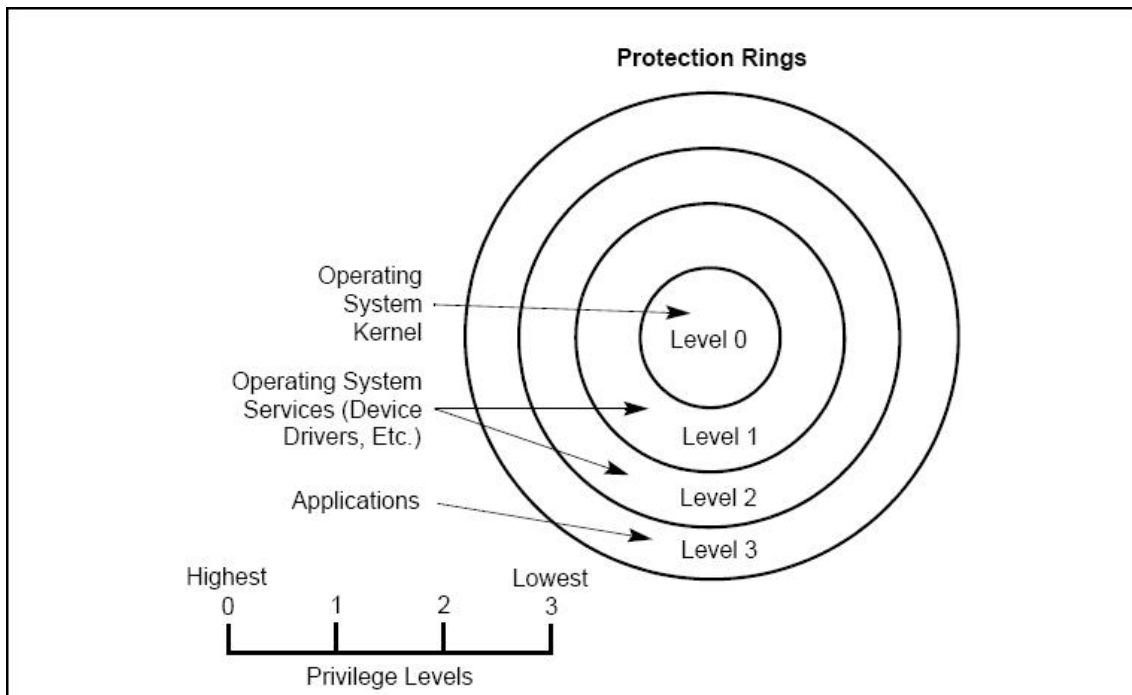 Protection Rings
Operating
System
Kernel
Level 0
Operating System
Services (Device
Drivers, Etc.)
Level 1
Applications
Level 2
Level 3
Highest
Lowest
0
1
2
3
Privilege Levels